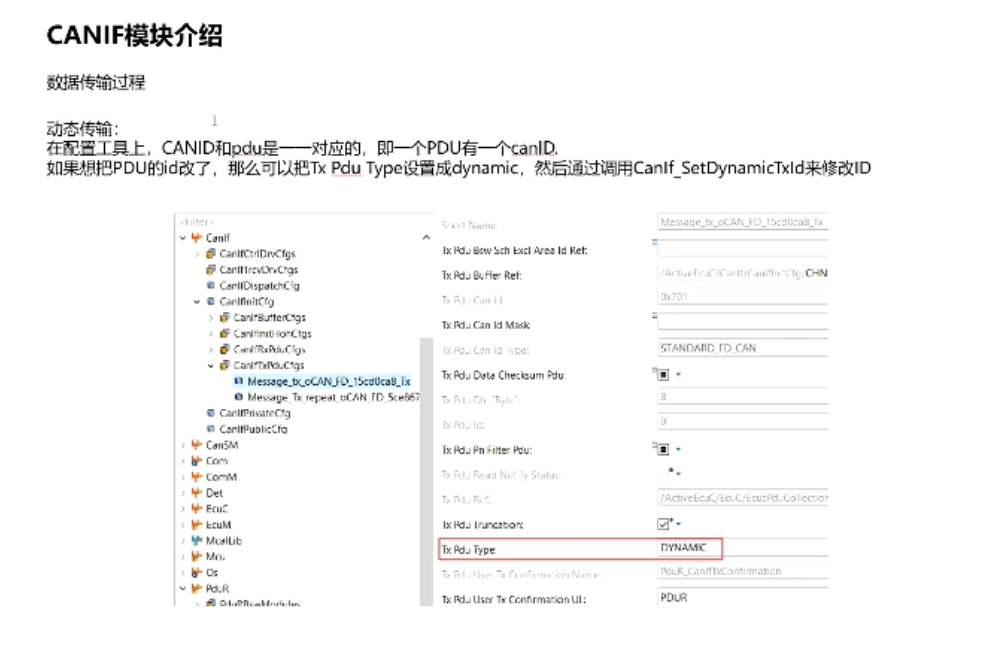 CANIF模块介绍
数据传输过程
动态传输:
在配置工具上，CANID和pdu是一一对应的，即一个PDU有一个canID.
如果想把PDU的id改了，那么可以把Tx Pdu Type设置成dynamic，然后通过调用CanIf_SetDynamicTxId来修改ID
<Filter>
CanIf
CanIfCtrlDrvCfgs
CanIfTrcvDrvCfgs
CanIfDispatchCfg
CanIfInitCfg
CanIfBufferCfgs
CanIfInitHohCfgs
CanIfRxPduCfgs
CanIfTxPduCfgs
Message_tx_oCAN_FD_15cd0ca8_Tx
Message_Tx_repeat_oCAN_FD_5ce867
CanIfPrivateCfg
CanIfPublicCfg
CanSM
Com
ComM
Det
EcuC
EcuM
McalLib
Mcu
Os
PduR
PduRBswModules
Short Name: Message_tx_oCAN_FD_15cd0ca8_Tx
Tx Pdu Bsw Sch Excl Area Id Ref:
Tx Pdu Buffer Ref: /ActiveEcuC/CanIf/CanIfInitCfg/CHN
Tx Pdu Can Id: 0x701
Tx Pdu Can Id Mask:
Tx Pdu Can Id Type: STANDARD_FD_CAN
Tx Pdu Data Checksum Pdu:
Tx Pdu Dlc [Byte]: 8
Tx Pdu Id: 0
Tx Pdu Pn Filter Pdu:
Tx Pdu Read Notify Status:
Tx Pdu Ref: /ActiveEcuC/EcuC/EcucPduCollection
Tx Pdu Truncation:
Tx Pdu Type: DYNAMIC
Tx Pdu User Tx Confirmation Name: PduR_CanIfTxConfirmation
Tx Pdu User Tx Confirmation UL: PDUR